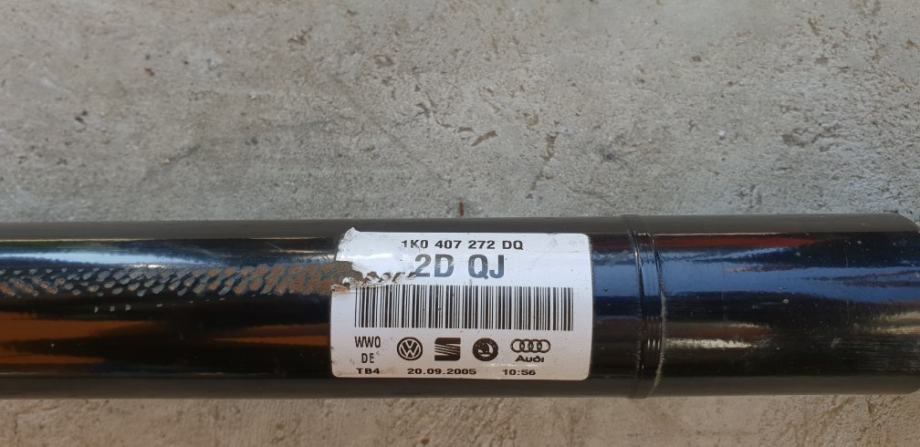 1K0 407 272 DQ
2D QJ
WWO
DE
Audi
TB4 20.09.2005 10:56